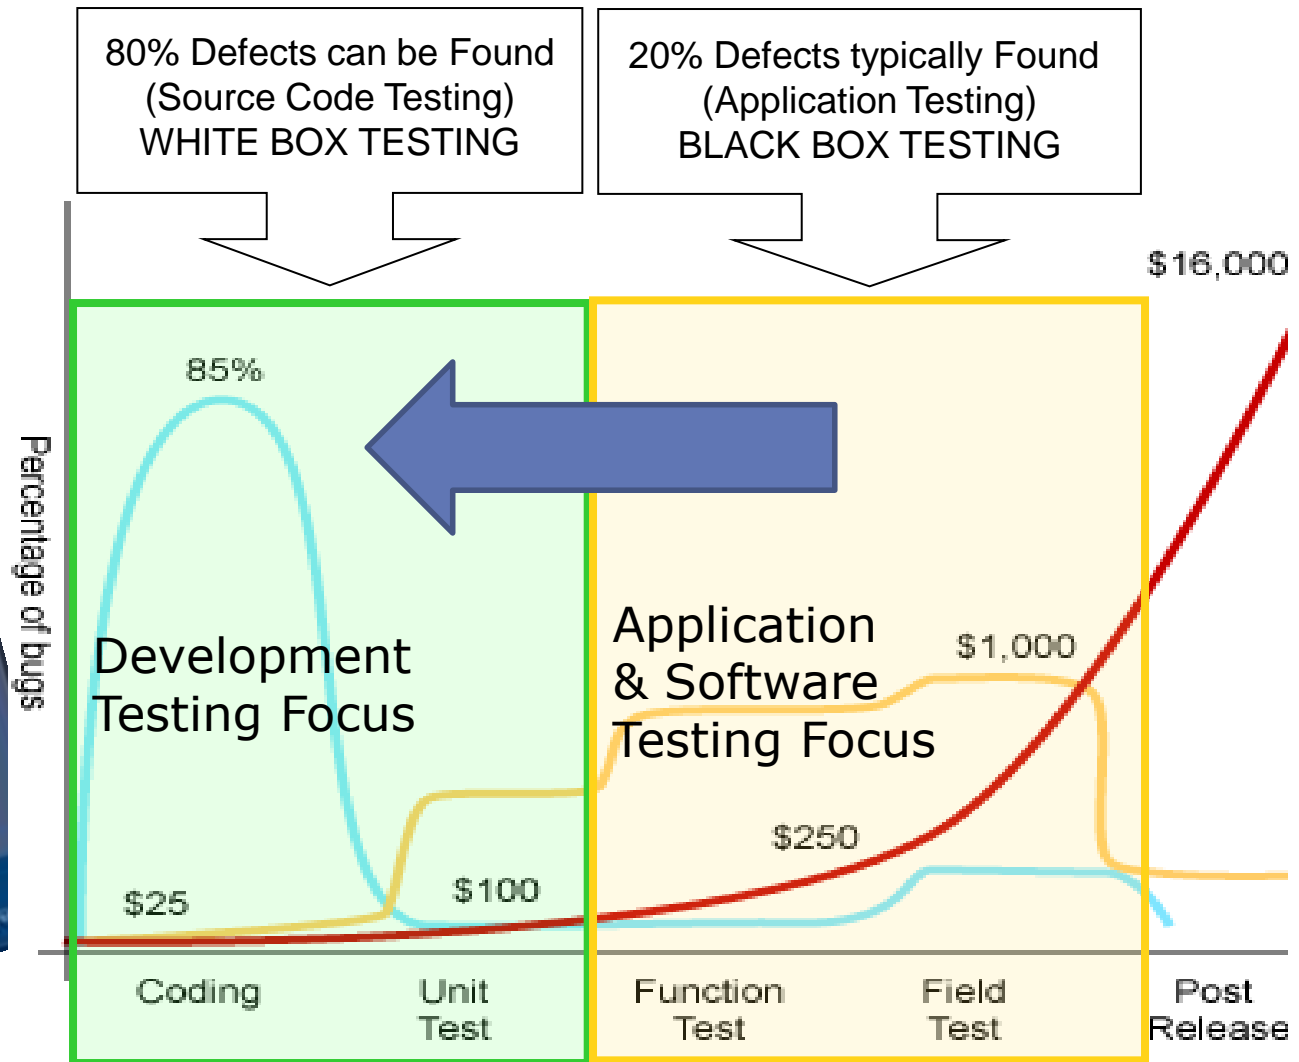 80% Defects can be Found
(Source Code Testing)
WHITE BOX TESTING
20% Defects typically Found
(Application Testing)
BLACK BOX TESTING
$16,000
85%
Percentage of bugs
Development
Testing Focus
Application
& Software
Testing Focus
$1,000
$250
$25
$100
Coding
Unit
Test
Function
Test
Field
Test
Post
Release